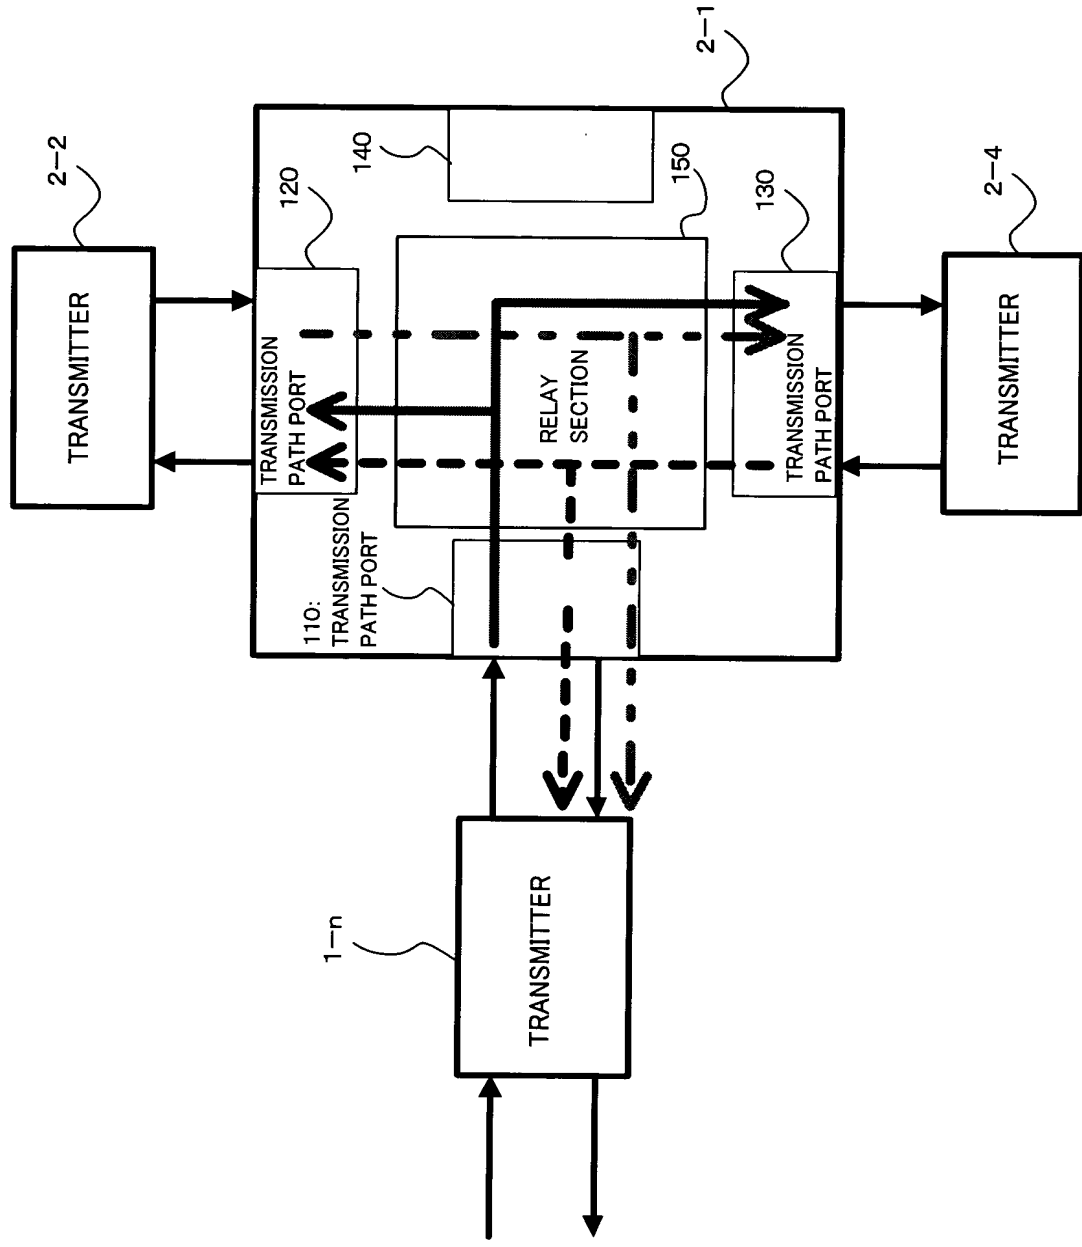 2-2
TRANSMITTER
2-1
140
120
150
130
2-4
TRANSMISSION
PATH PORT
RELAY
SECTION
TRANSMISSION
PATH PORT
TRANSMITTER
110:
TRANSMISSION
PATH PORT
1-n
TRANSMITTER